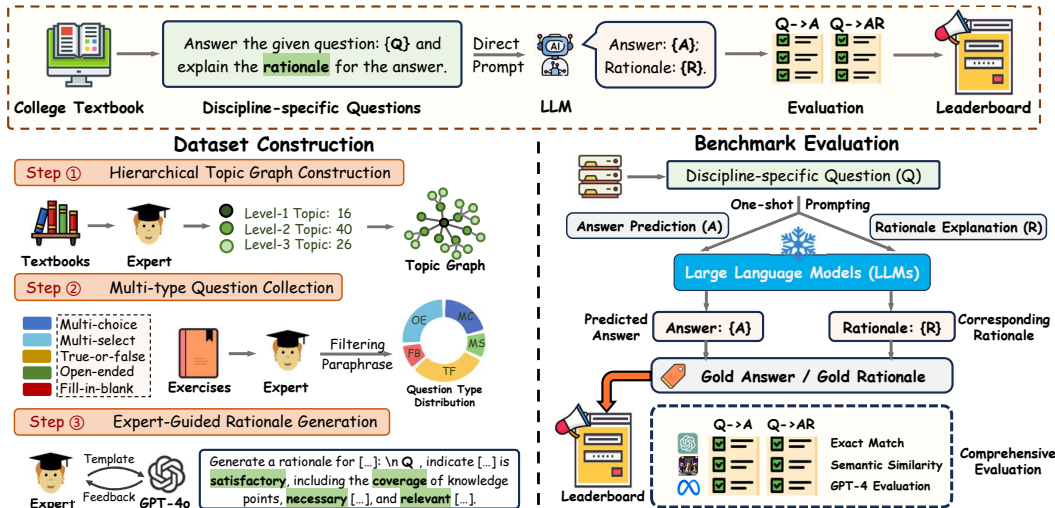 College Textbook
Answer the given question: {Q} and
explain the rationale for the answer.
Discipline-specific Questions
Direct
Prompt
AI
LLM
Answer: {A};
Rationale: {R}.
Q->A Q->AR
Evaluation
Leaderboard
Dataset Construction
Step ① Hierarchical Topic Graph Construction
Textbooks
Expert
Level-1 Topic: 16
Level-2 Topic: 40
Level-3 Topic: 26
Topic Graph
Step ② Multi-type Question Collection
Multi-choice
Multi-select
True-or-false
Open-ended
Fill-in-blank
Exercises
Expert
Filtering
Paraphrase
OE
MC
MS
FB
TF
Question Type
Distribution
Step ③ Expert-Guided Rationale Generation
Template
Feedback
Expert
GPT-4o
Generate a rationale for […]: \n Q , indicate […] is
satisfactory, including the coverage of knowledge
points, necessary […], and relevant […].
Benchmark Evaluation
Discipline-specific Question (Q)
One-shot Prompting
Answer Prediction (A)
Rationale Explanation (R)
Large Language Models (LLMs)
Predicted
Answer
Answer: {A}
Rationale: {R}
Corresponding
Rationale
Gold Answer / Gold Rationale
Leaderboard
Q->A Q->AR
Exact Match
Semantic Similarity
GPT-4 Evaluation
Comprehensive
Evaluation